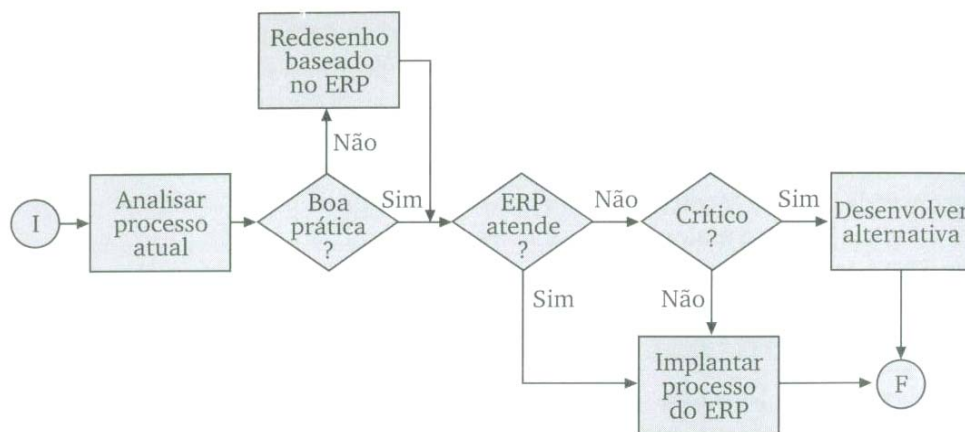 Redesenho
baseado
no ERP
Não
I
Analisar
processo
atual
Boa
prática
?
Sim
ERP
atende
?
Não
Crítico
?
Sim
Desenvolver
alternativa
Sim
Não
Implantar
processo
do ERP
F